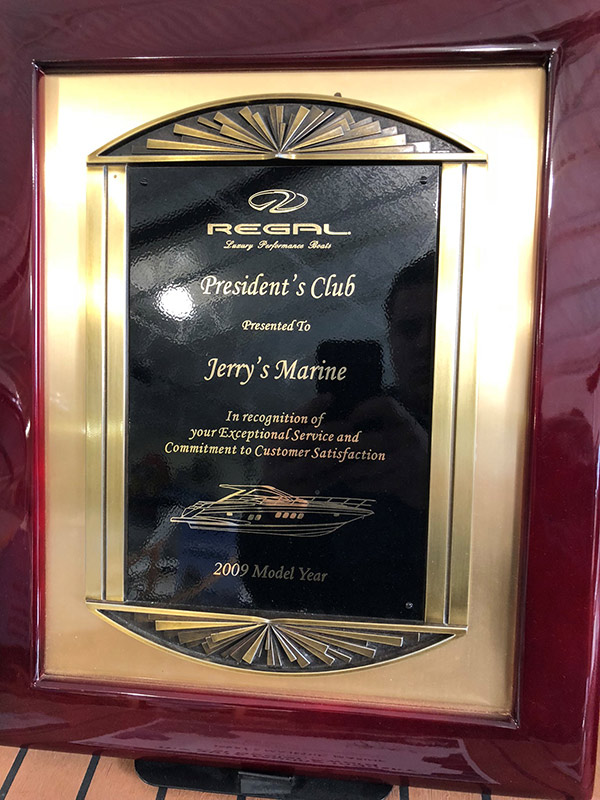 REGAL
Luxury Performance Boats
President's Club
Presented To
Jerry's Marine
In recognition of
your Exceptional Service and
Commitment to Customer Satisfaction
2009 Model Year